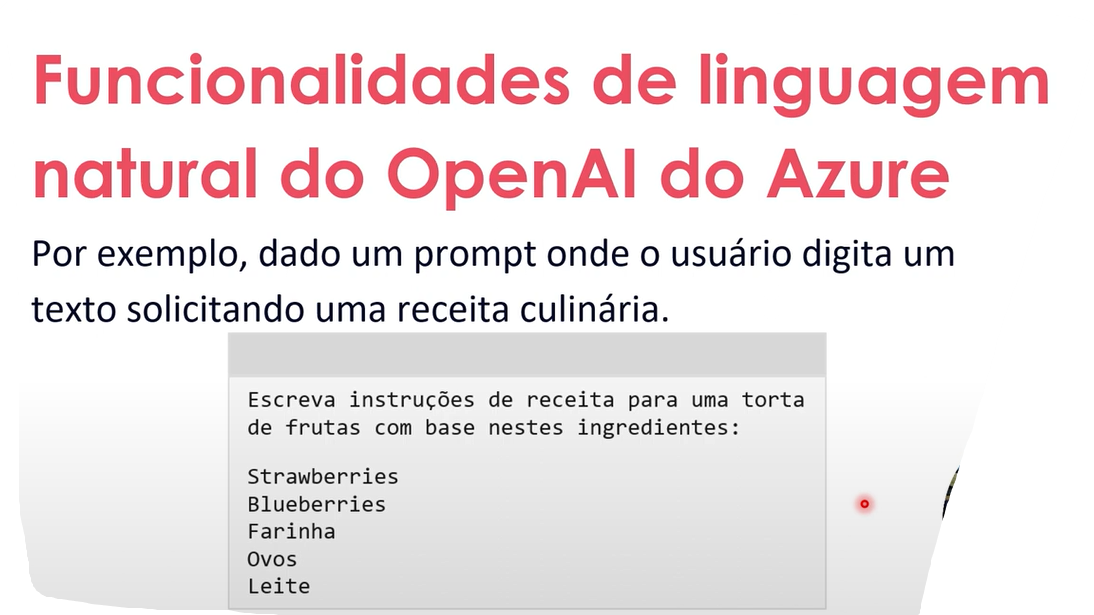 Funcionalidades de linguagem
natural do OpenAI do Azure
Por exemplo, dado um prompt onde o usuário digita um
texto solicitando uma receita culinária.
Escreva instruções de receita para uma torta
de frutas com base nestes ingredientes:
Strawberries
Blueberries
Farinha
Ovos
Leite